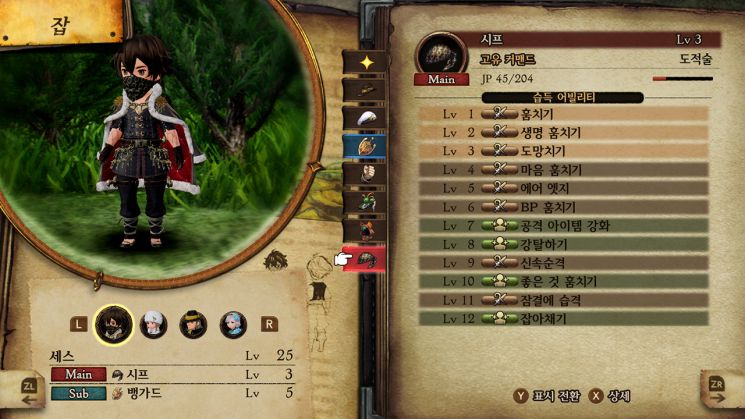 잡
시프 Lv 3
고유 커맨드 도적술
Main JP 45/204
습득 어빌리티
Lv 1 훔치기
Lv 2 생명 훔치기
Lv 3 도망치기
Lv 4 마음 훔치기
Lv 5 에어 엣지
Lv 6 BP 훔치기
Lv 7 공격 아이템 강화
Lv 8 강탈하기
Lv 9 신속순격
Lv 10 좋은 것 훔치기
Lv 11 잠결에 습격
Lv 12 잡아채기
L R
세스 Lv 25
Main 시프 Lv 3
Sub 뱅가드 Lv 5
ZL
Y 표시 전환 X 상세
ZR